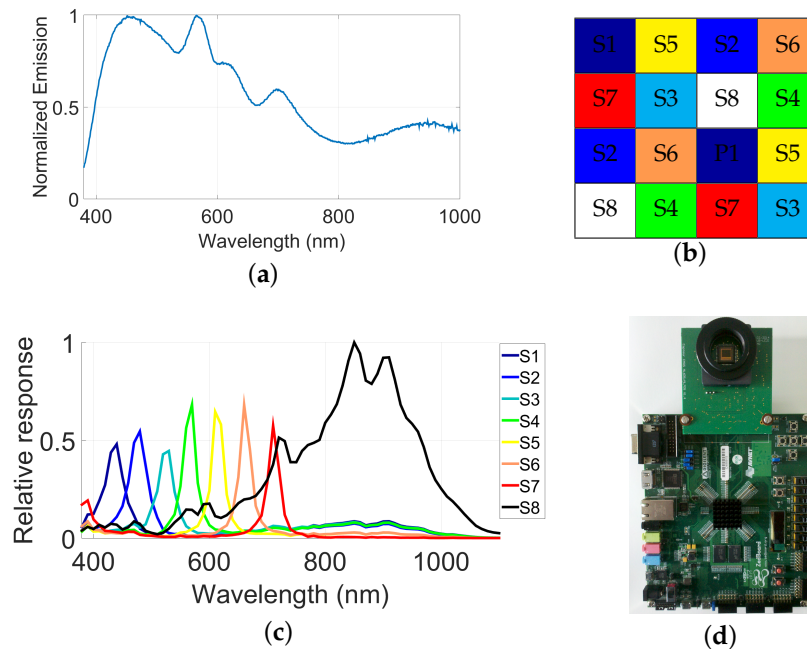 1
0.5
0
400
600
800
1000
Normalized Emission
Wavelength (nm)
(a)
S1 S5 S2 S6
S7 S3 S8 S4
S2 S6 P1 S5
S8 S4 S7 S3
(b)
1
0.5
0
400
600
800
1000
Relative response
Wavelength (nm)
S1
S2
S3
S4
S5
S6
S7
S8
(c)
AVNET
ZedBoard
(d)